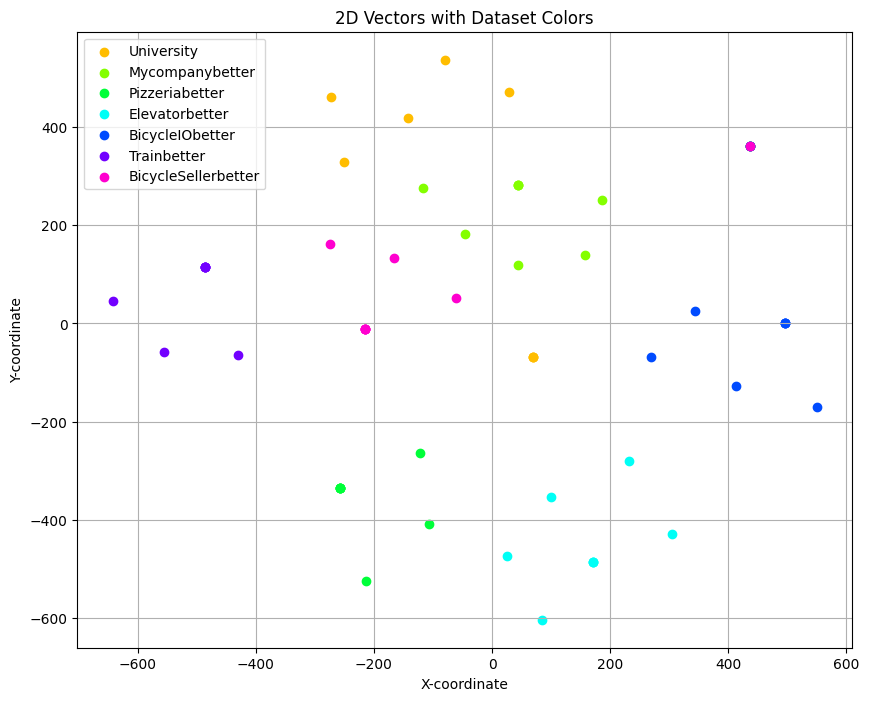 2D Vectors with Dataset Colors
University
Mycompanybetter
Pizzeriabetter
Elevatorbetter
BicycleIObetter
Trainbetter
BicycleSellerbetter
400
200
0
−200
−400
−600
Y-coordinate
−600
−400
−200
0
200
400
600
X-coordinate